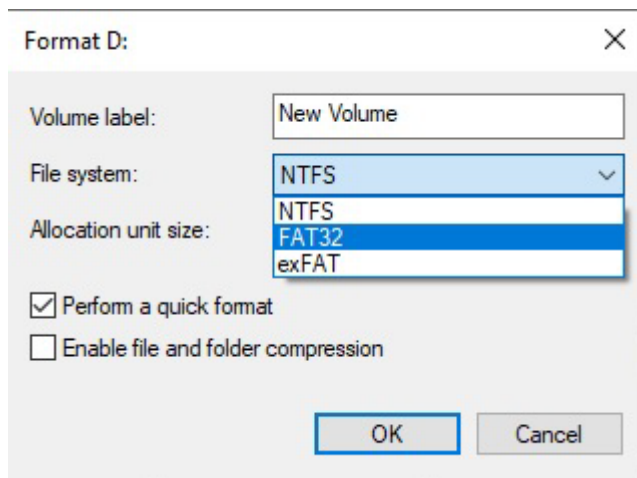 Format D:
Volume label:
New Volume
File system:
NTFS
NTFS
FAT32
exFAT
Allocation unit size:
Perform a quick format
Enable file and folder compression
OK
Cancel